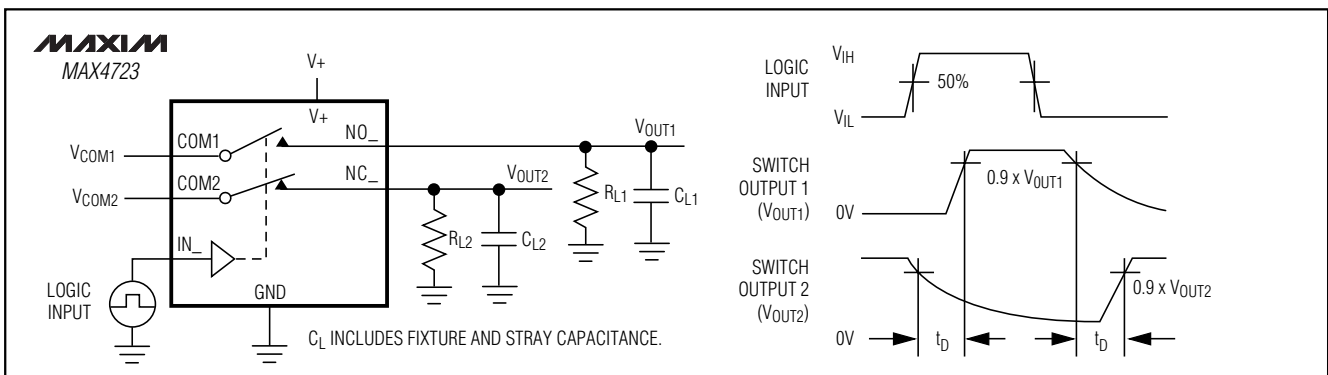 MAXIM
MAX4723
V+
V+
COM1
NO_
VOUT1
VCOM1
COM2
NC_
VOUT2
VCOM2
RL1
CL1
RL2
CL2
IN_
LOGIC
INPUT
GND
CL INCLUDES FIXTURE AND STRAY CAPACITANCE.
LOGIC
INPUT
VIH
50%
VIL
SWITCH
OUTPUT 1
(VOUT1)
0.9 x VOUT1
0V
SWITCH
OUTPUT 2
(VOUT2)
0.9 x VOUT2
0V
tD
tD